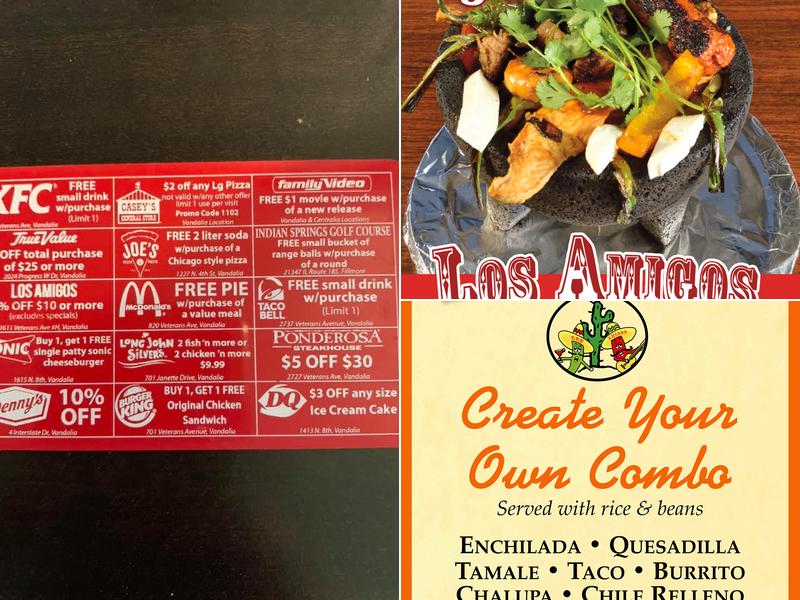 KFC
FREE
small drink
w/purchase
(Limit 1)
Veterans Ave, Vandalia
CASEY'S
GENERAL STORE
$2 off any Lg Pizza
not valid w/any other offer
limit 1 use per visit
Promo Code 1102
Vandalia Location
familyVideo
FREE $1 movie w/purchase
of a new release
Vandalia & Centralia Locations
True Value
OFF total purchase
of $25 or more
2024 Progress W Dr, Vandalia
JOE'S
PIZZA
FREE 2 liter soda
w/purchase of a
Chicago style pizza
1227 N. 4th St, Vandalia
INDIAN SPRINGS GOLF COURSE
FREE small bucket of
range balls w/purchase
of a round
21347 IL Route 185, Fillmore
LOS AMIGOS
% OFF $10 or more
(excludes specials)
1611 Veterans Ave #H, Vandalia
McDonald's
FREE PIE
w/purchase of
a value meal
820 Veterans Ave, Vandalia
TACO
BELL
FREE small drink
w/purchase
(Limit 1)
2737 Veterans Avenue, Vandalia
SONIC
Buy 1, get 1 FREE
single patty sonic
cheeseburger
1615 N. 8th, Vandalia
LONG JOHN
SILVER'S
2 fish 'n more or
2 chicken 'n more
$9.99
701 Janette Drive, Vandalia
PONDEROSA
STEAKHOUSE
$5 OFF $30
2727 Veterans Ave, Vandalia
Denny's
10%
OFF
4 Interstate Dr, Vandalia
BURGER
KING
BUY 1, GET 1 FREE
Original Chicken
Sandwich
701 Veterans Avenue, Vandalia
DQ
$3 OFF any size
Ice Cream Cake
1413 N. 8th, Vandalia
LOS AMIGOS
Create Your
Own Combo
Served with rice & beans
ENCHILADA • QUESADILLA
TAMALE • TACO • BURRITO
CHALUPA • CHILE RELLENO